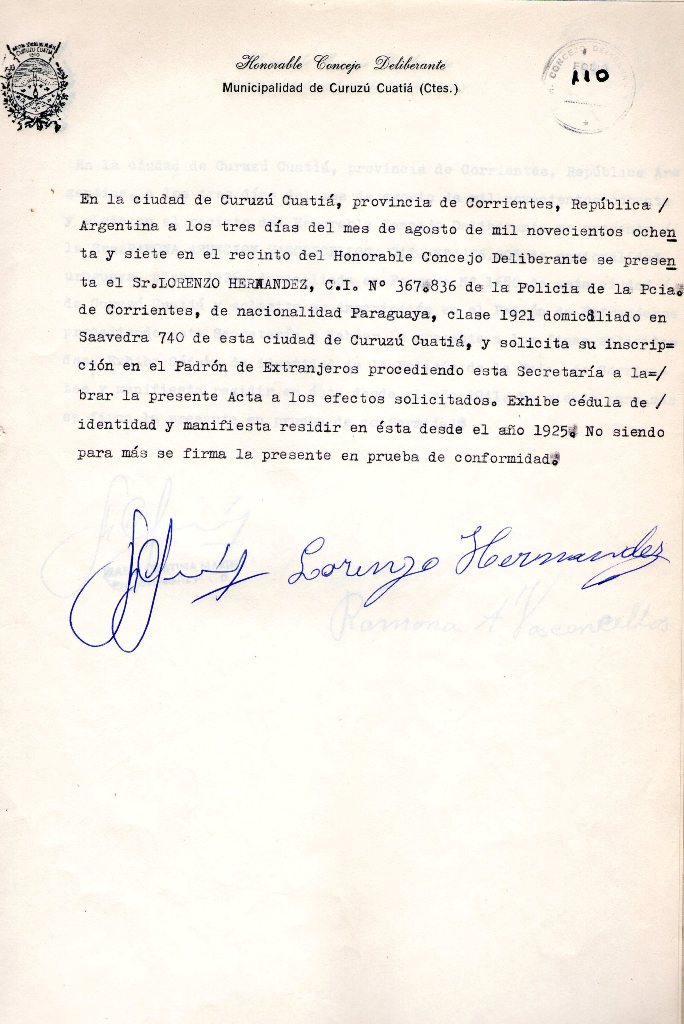 CURUZU CUATIA
Honorable Concejo Deliberante
Municipalidad de Curuzú Cuatiá (Ctes.)
CONCEJO DEL
110
En la ciudad de Curuzú Cuatiá, provincia de Corrientes, República /
Argentina a los tres días del mes de agosto de mil novecientos ochen
ta y siete en el recinto del Honorable Concejo Deliberante se presen
ta el Sr.LORENZO HERNANDEZ, C.I. Nº 367.836 de la Policia de la Pcia.
de Corrientes, de nacionalidad Paraguaya, clase 1921 domiciliado en
Saavedra 740 de esta ciudad de Curuzú Cuatiá, y solicita su inscrip=
ción en el Padrón de Extranjeros procediendo esta Secretaría a la=/
brar la presente Acta a los efectos solicitados. Exhibe cédula de /
identidad y manifiesta residir en ésta desde el año 1925. No siendo
para más se firma la presente en prueba de conformidad.
Lorenzo Hernandez
Ramona A Vasconcellos